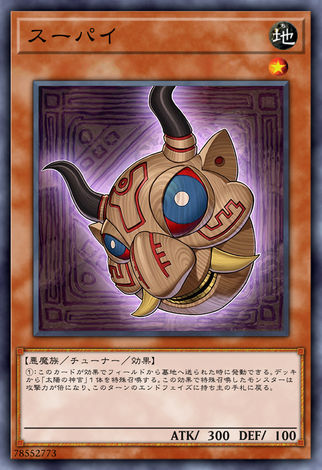 スーパイ
ち
地
【悪魔族／チューナー／効果】
①：このカードが効果でフィールドから墓地へ送られた時に発動できる。デッキ
から「太陽の神官」１体を特殊召喚する。この効果で特殊召喚したモンスターは
攻撃力が倍になり、このターンのエンドフェイズに持ち主の手札に戻る。
ATK/ 300 DEF/ 100
78552773